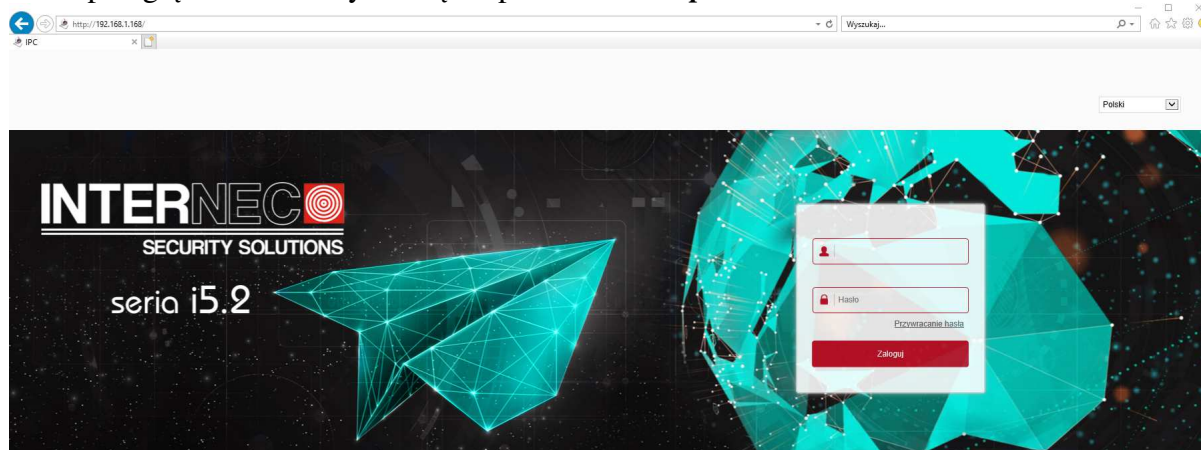 http://192.168.1.168/
Wyszukaj...
IPC
Polski
INTERNEC
SECURITY SOLUTIONS
seria i5.2
Hasło
Przywracanie hasła
Zaloguj